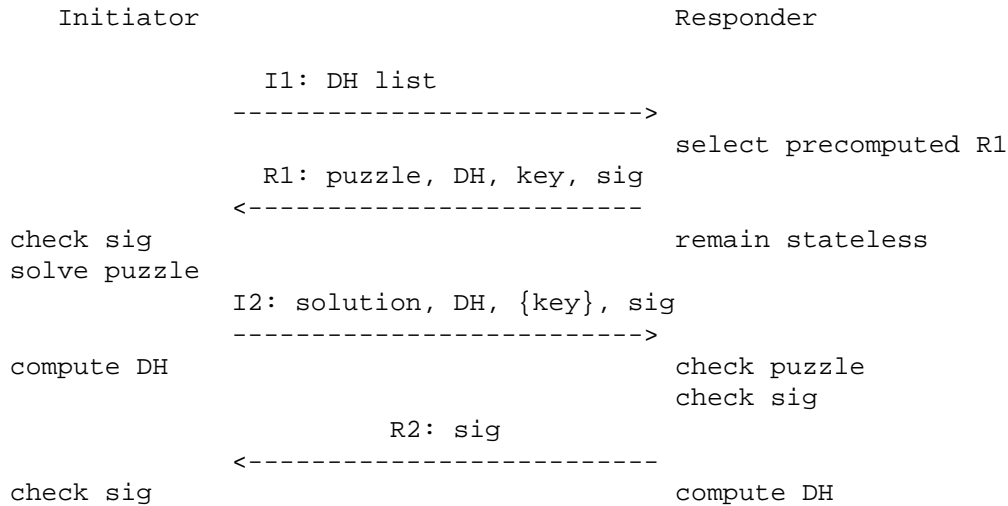 Initiator Responder
I1: DH list
-------------------------->
select precomputed R1
R1: puzzle, DH, key, sig
<-------------------------
check sig remain stateless
solve puzzle
I2: solution, DH, {key}, sig
-------------------------->
compute DH check puzzle
check sig
R2: sig
<--------------------------
check sig compute DH